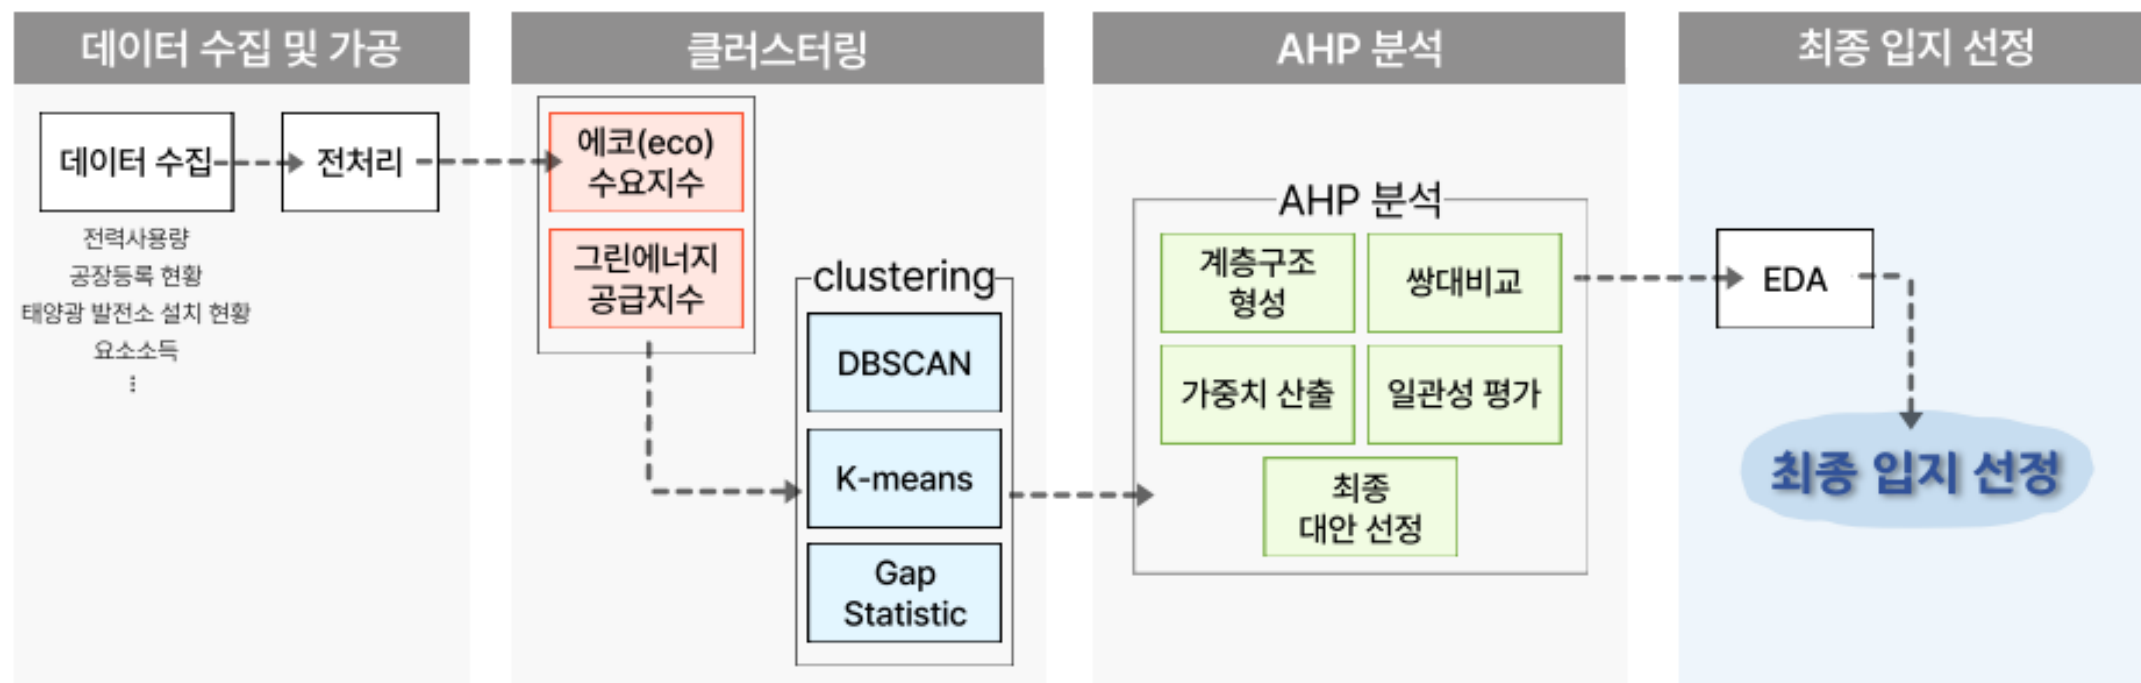 데이터 수집 및 가공
데이터 수집
전처리
전력사용량
공장등록 현황
태양광 발전소 설치 현황
요소소득
⋮
클러스터링
에코(eco)
수요지수
그린에너지
공급지수
clustering
DBSCAN
K-means
Gap
Statistic
AHP 분석
AHP 분석
계층구조
형성
쌍대비교
가중치 산출
일관성 평가
최종
대안 선정
최종 입지 선정
EDA
최종 입지 선정